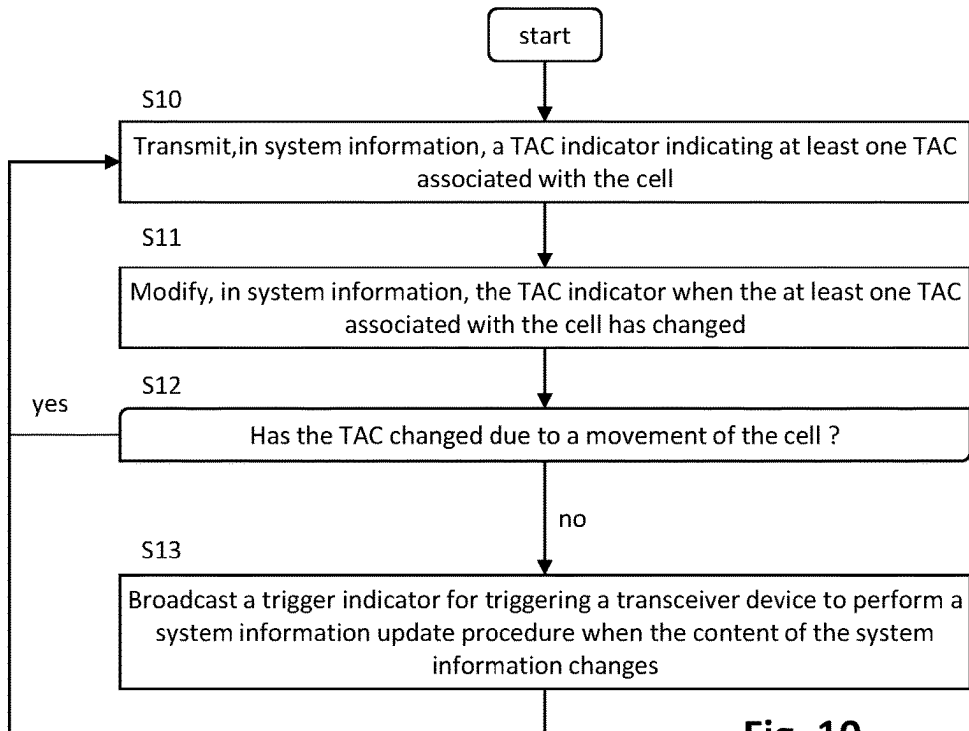 start
S10
Transmit,in system information, a TAC indicator indicating at least one TAC
associated with the cell
S11
Modify, in system information, the TAC indicator when the at least one TAC
associated with the cell has changed
S12
yes
Has the TAC changed due to a movement of the cell ?
no
S13
Broadcast a trigger indicator for triggering a transceiver device to perform a
system information update procedure when the content of the system
information changes
Fig. 10